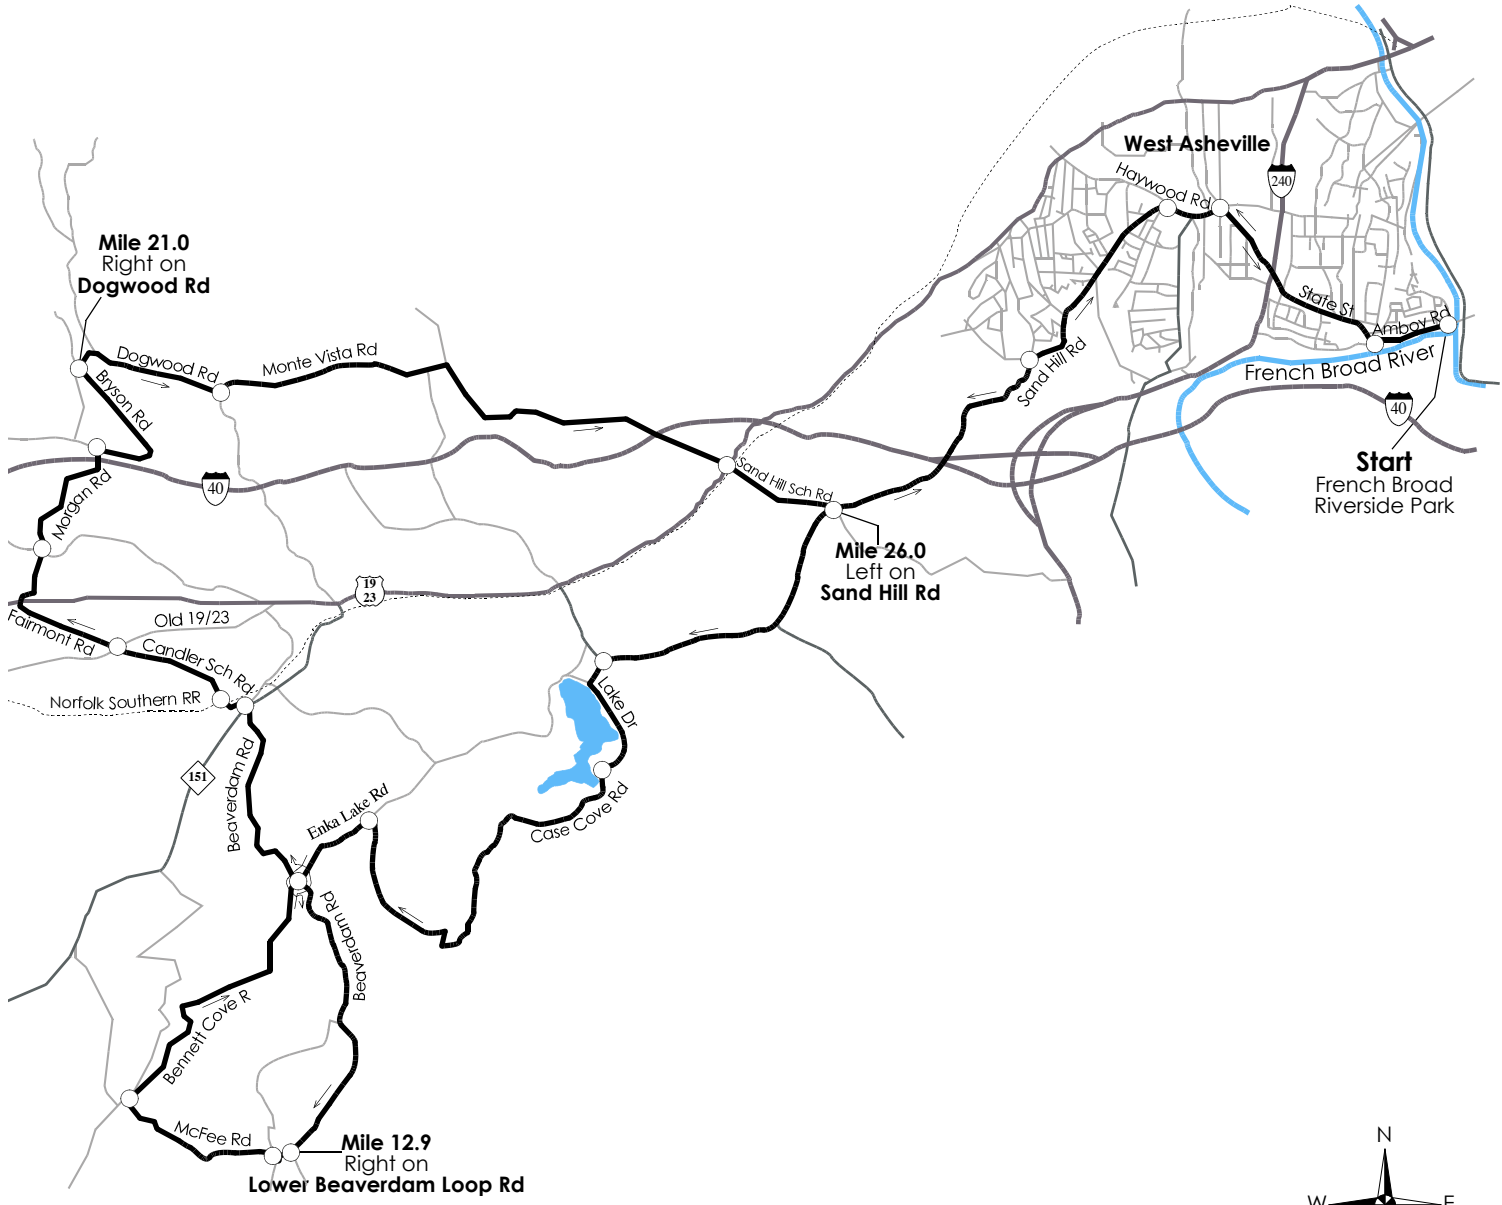 West Asheville
Haywood Rd
240
Mile 21.0
Right on
Dogwood Rd
State St
Amboy Rd
French Broad River
Dogwood Rd
Monte Vista Rd
Sand Hill Rd
Bryson Rd
40
Start
French Broad
Riverside Park
Sand Hill Sch Rd
40
Morgan Rd
Mile 26.0
Left on
Sand Hill Rd
19
23
Old 19/23
Fairmont Rd
Candler Sch Rd
Norfolk Southern RR
Lake Dr
151
Beaverdam Rd
Enka Lake Rd
Case Cove Rd
Beaverdam Rd
Bennett Cove R
McFee Rd
Mile 12.9
Right on
Lower Beaverdam Loop Rd
N
W
E